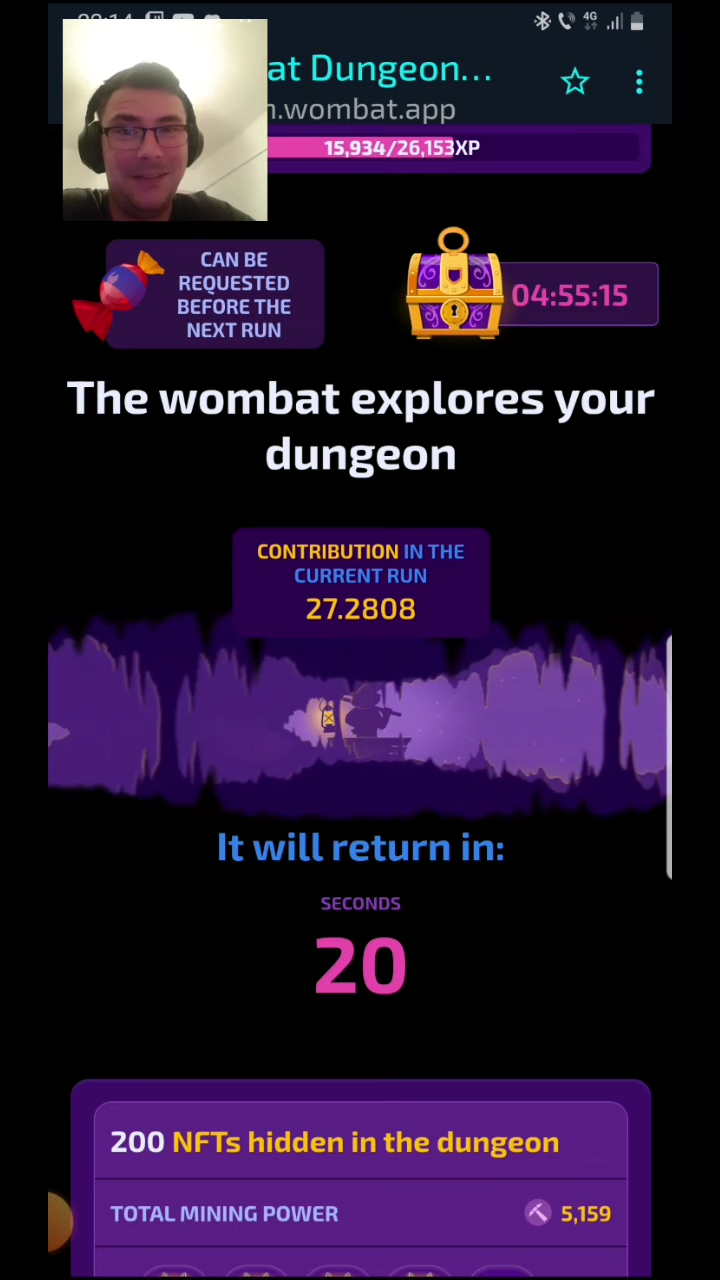 4G
at Dungeon…
.wombat.app
15,934/26,153XP
CAN BE
REQUESTED
BEFORE THE
NEXT RUN
04:55:15
The wombat explores your
dungeon
CONTRIBUTION IN THE
CURRENT RUN
27.2808
It will return in:
SECONDS
20
200 NFTs hidden in the dungeon
TOTAL MINING POWER
5,159